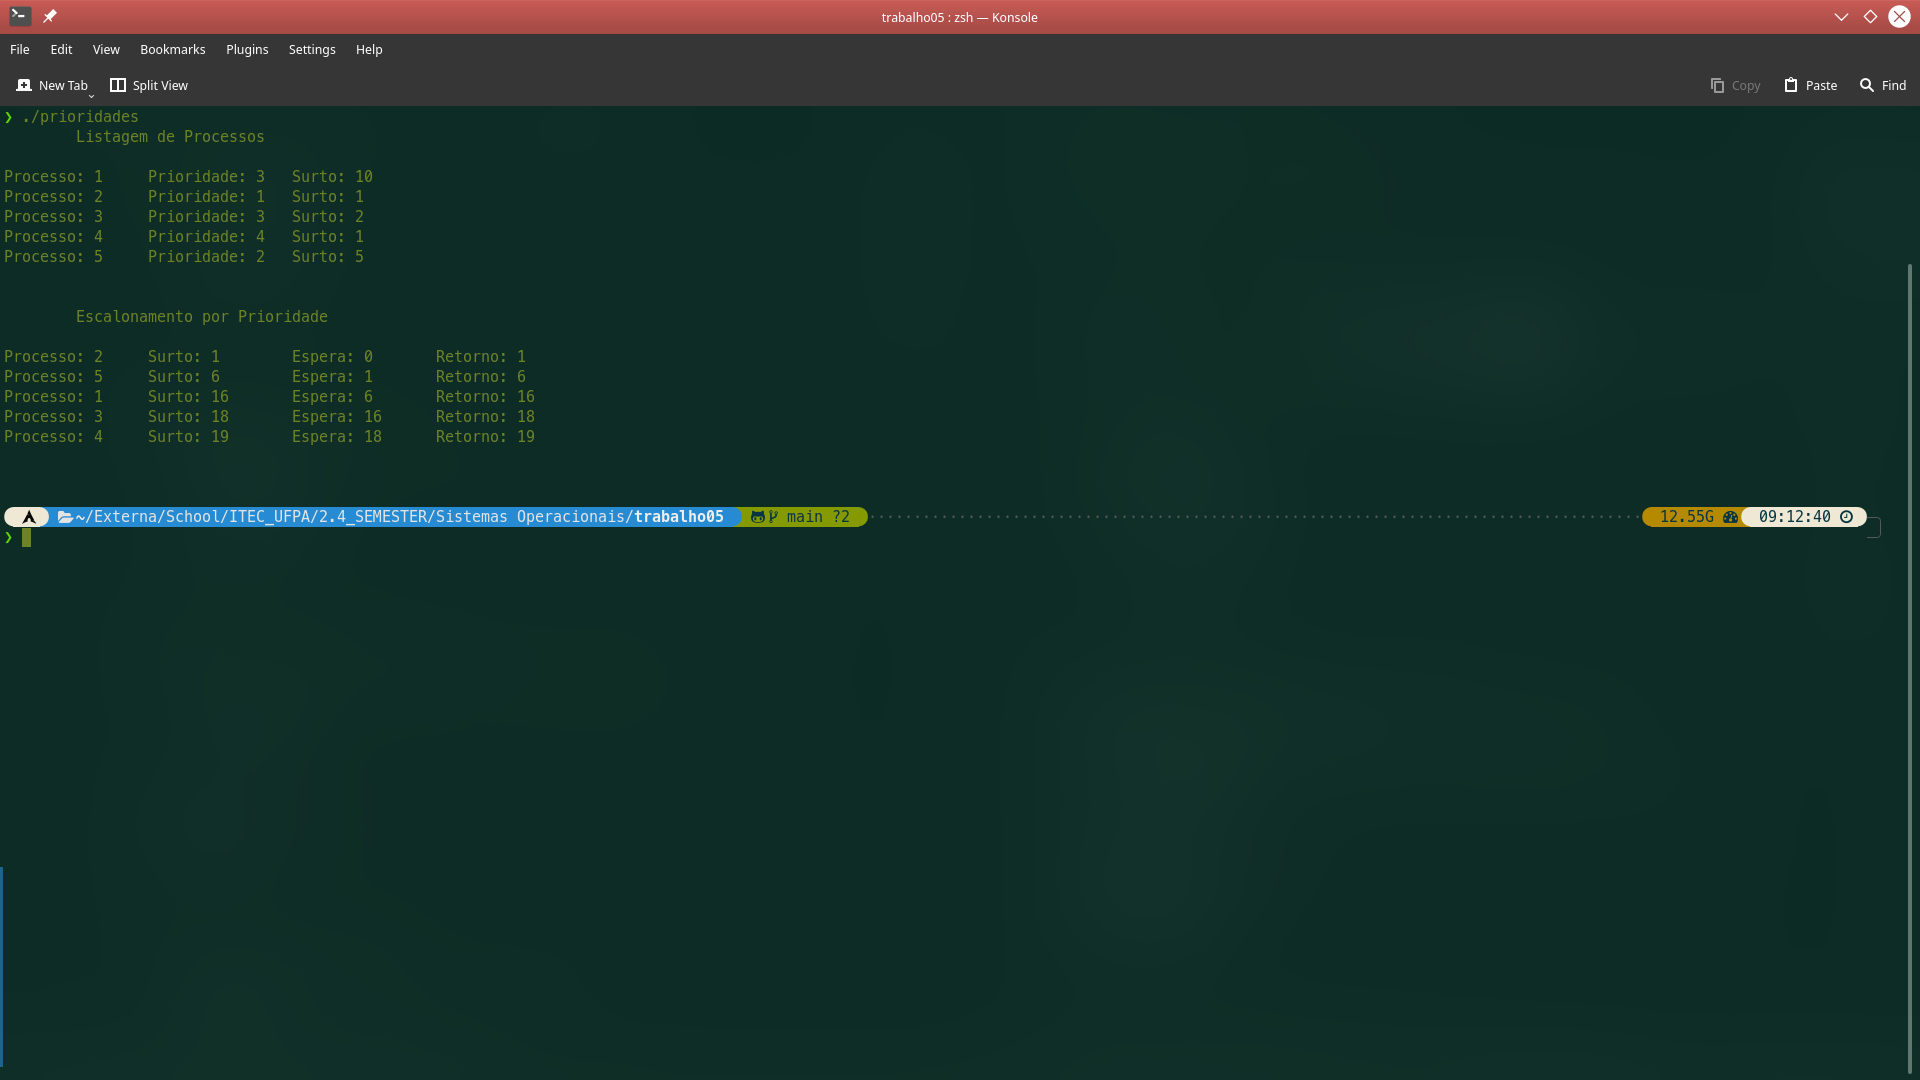 trabalho05 : zsh — Konsole
File Edit View Bookmarks Plugins Settings Help
New Tab Split View Copy Paste Find
❯ ./prioridades
Listagem de Processos
Processo: 1 Prioridade: 3 Surto: 10
Processo: 2 Prioridade: 1 Surto: 1
Processo: 3 Prioridade: 3 Surto: 2
Processo: 4 Prioridade: 4 Surto: 1
Processo: 5 Prioridade: 2 Surto: 5
Escalonamento por Prioridade
Processo: 2 Surto: 1 Espera: 0 Retorno: 1
Processo: 5 Surto: 6 Espera: 1 Retorno: 6
Processo: 1 Surto: 16 Espera: 6 Retorno: 16
Processo: 3 Surto: 18 Espera: 16 Retorno: 18
Processo: 4 Surto: 19 Espera: 18 Retorno: 19
~/Externa/School/ITEC_UFPA/2.4_SEMESTER/Sistemas Operacionais/trabalho05 main ?2 12.55G 09:12:40
❯